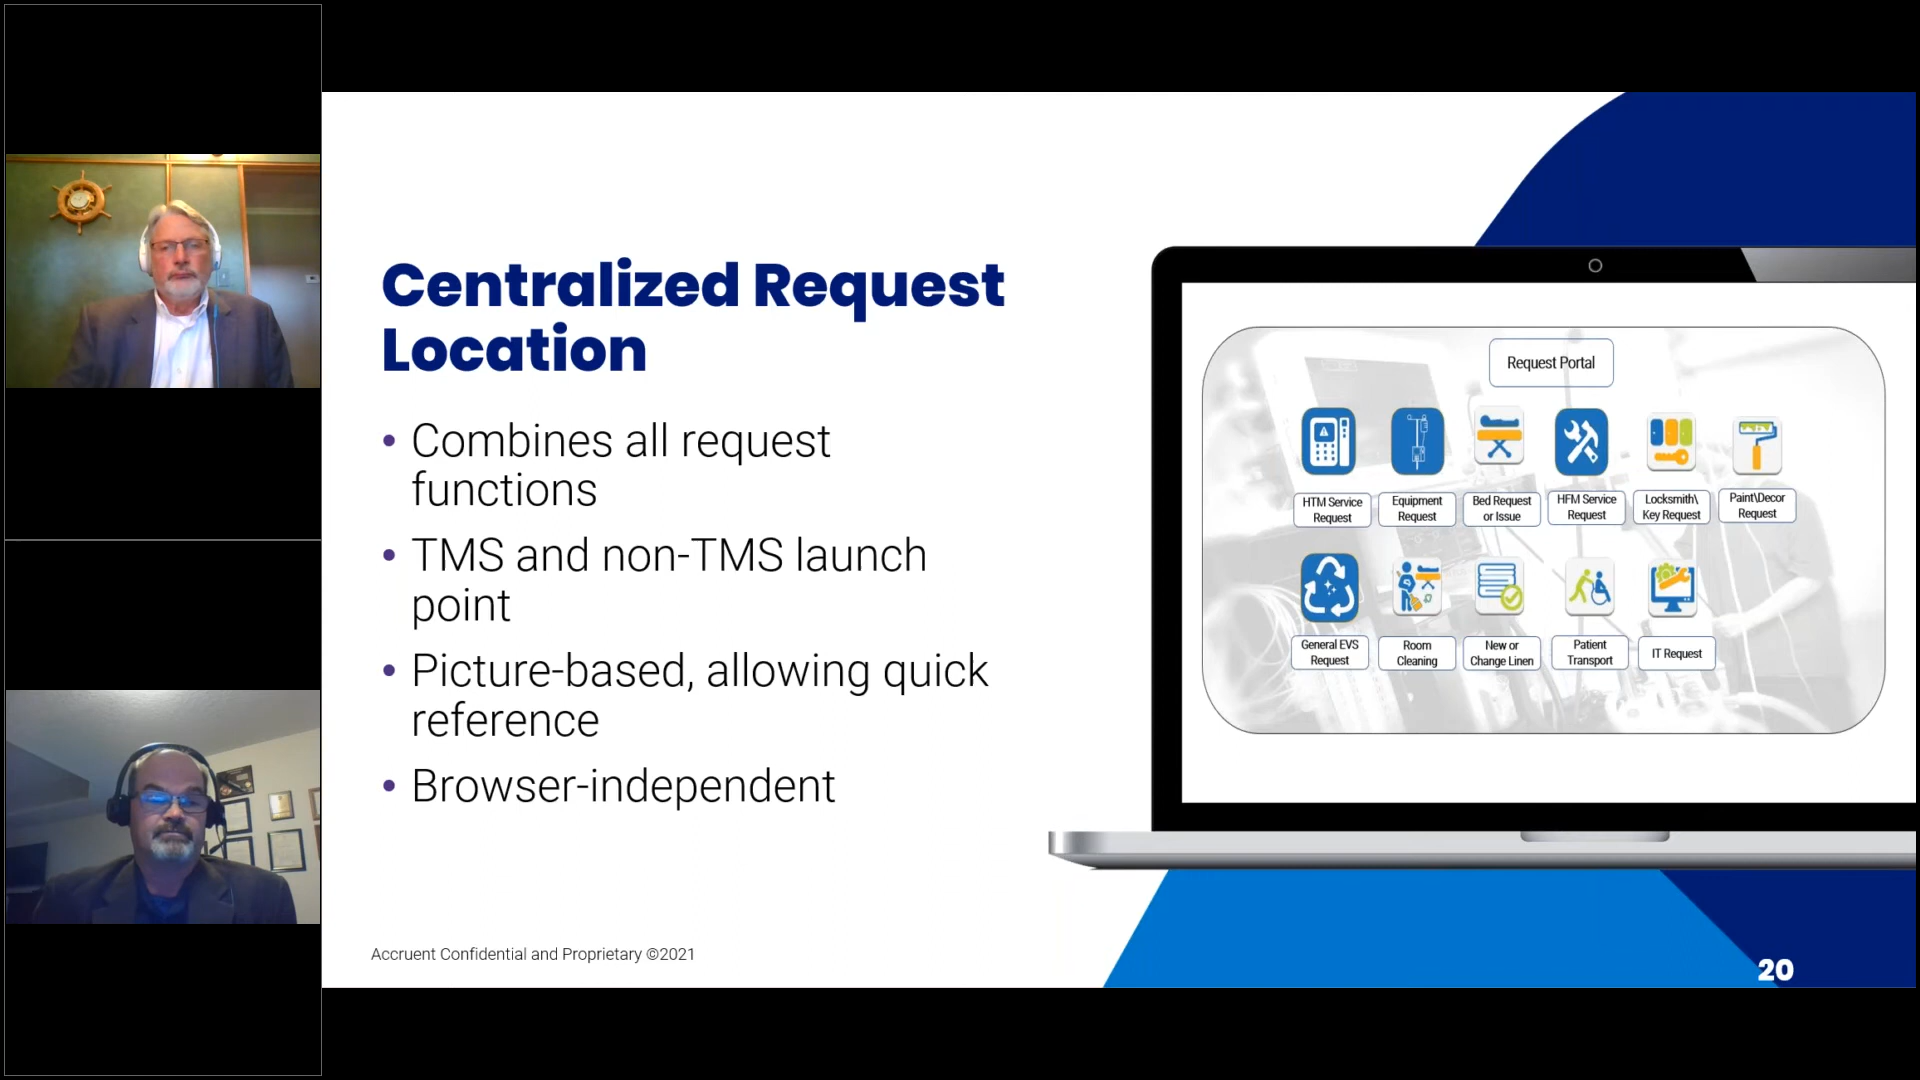 Centralized Request
Location
• Combines all request
functions
• TMS and non-TMS launch
point
• Picture-based, allowing quick
reference
• Browser-independent
Accruent Confidential and Proprietary ©2021
Request Portal
HTM Service
Request
Equipment
Request
Bed Request
or Issue
HFM Service
Request
Locksmith\
Key Request
Paint\Decor
Request
General EVS
Request
Room
Cleaning
New or
Change Linen
Patient
Transport
IT Request
20